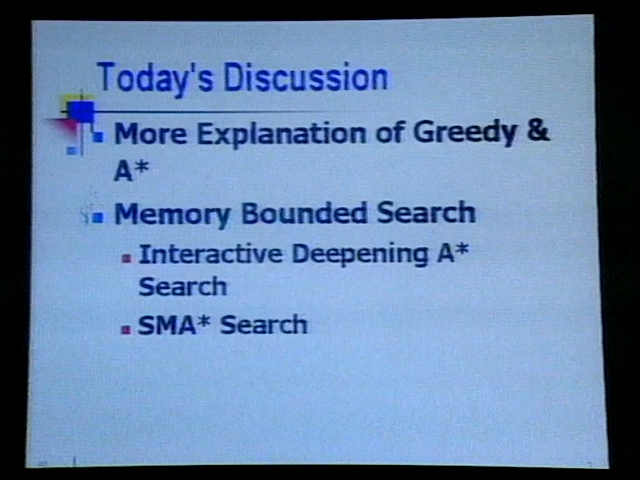 Today's Discussion
More Explanation of Greedy &
A*
Memory Bounded Search
Interactive Deepening A*
Search
SMA* Search